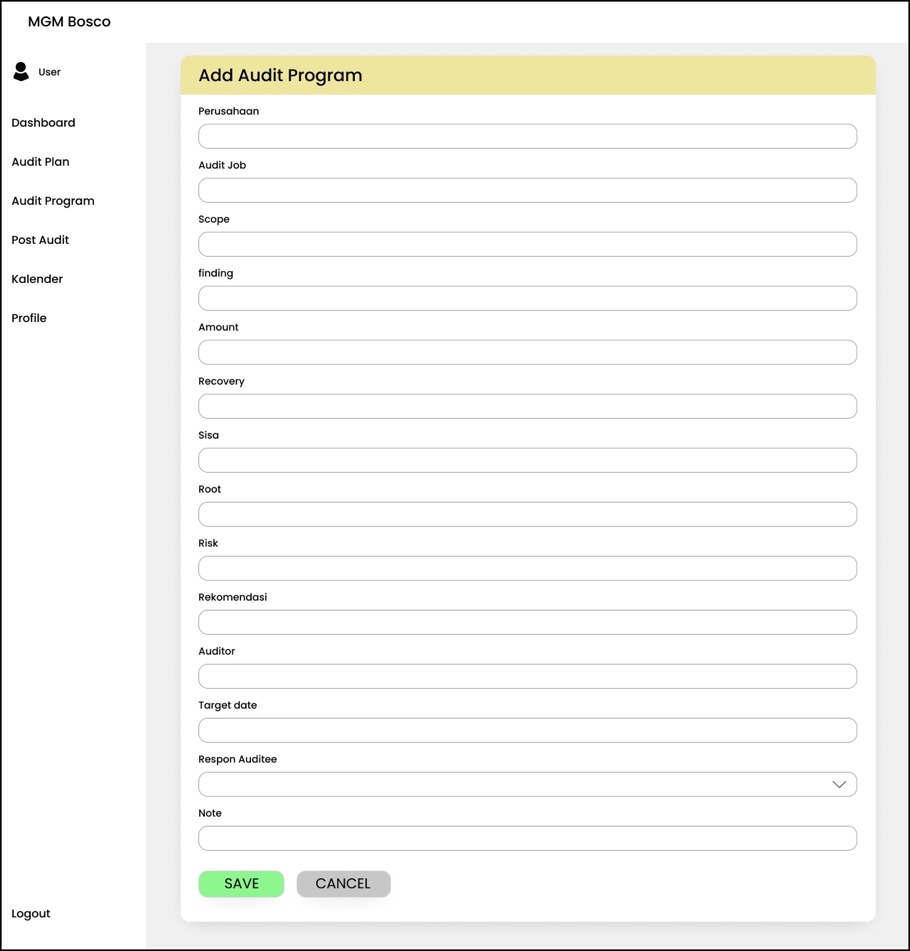 MGM Bosco
User
Dashboard
Audit Plan
Audit Program
Post Audit
Kalender
Profile
Logout
Add Audit Program
Perusahaan
Audit Job
Scope
finding
Amount
Recovery
Sisa
Root
Risk
Rekomendasi
Auditor
Target date
Respon Auditee
Note
SAVE
CANCEL